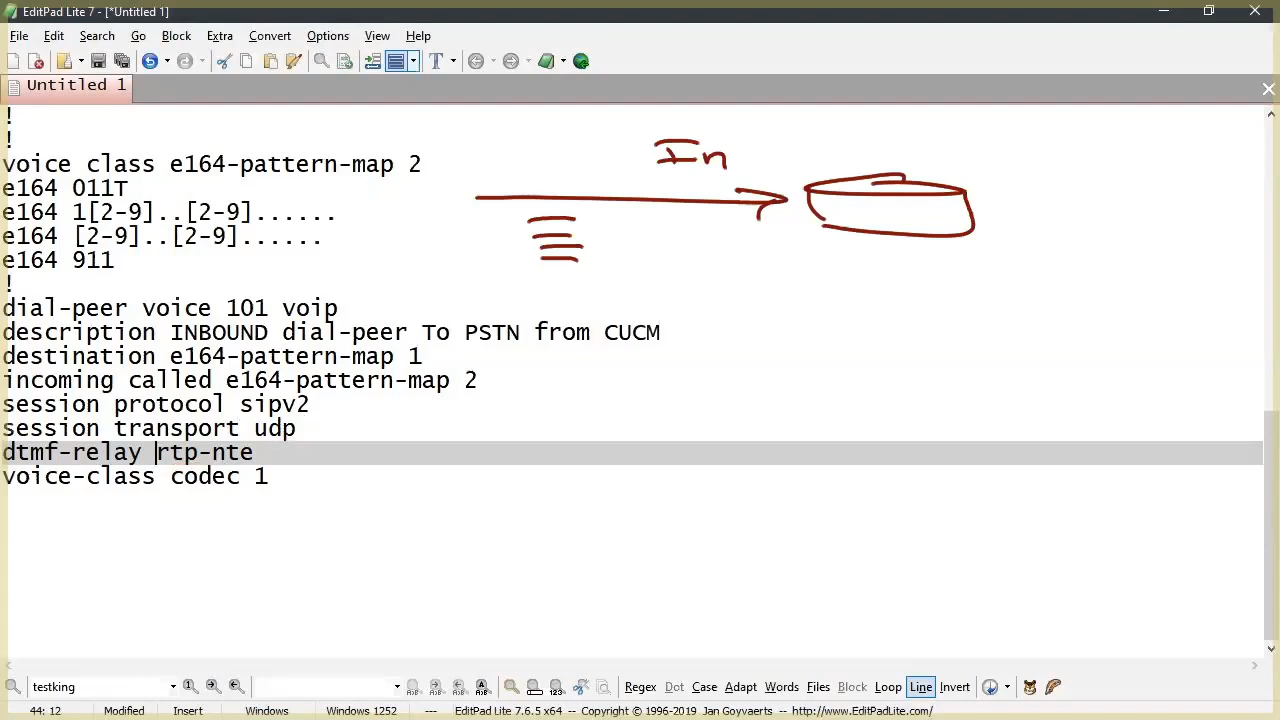 EditPad Lite 7 - [*Untitled 1]
File Edit Search Go Block Extra Convert Options View Help
Untitled 1
!
!
voice class e164-pattern-map 2
e164 011T
e164 1[2-9]..[2-9]......
e164 [2-9]..[2-9]......
e164 911
!
dial-peer voice 101 voip
description INBOUND dial-peer To PSTN from CUCM
destination e164-pattern-map 1
incoming called e164-pattern-map 2
session protocol sipv2
session transport udp
dtmf-relay rtp-nte
voice-class codec 1
In
testking Regex Dot Case Adapt Words Files Block Loop Line Invert
44: 12 Modified Insert Windows Windows 1252 --- EditPad Lite 7.6.5 x64 -- Copyright © 1996-2019 Jan Goyvaerts -- http://www.EditPadLite.com/